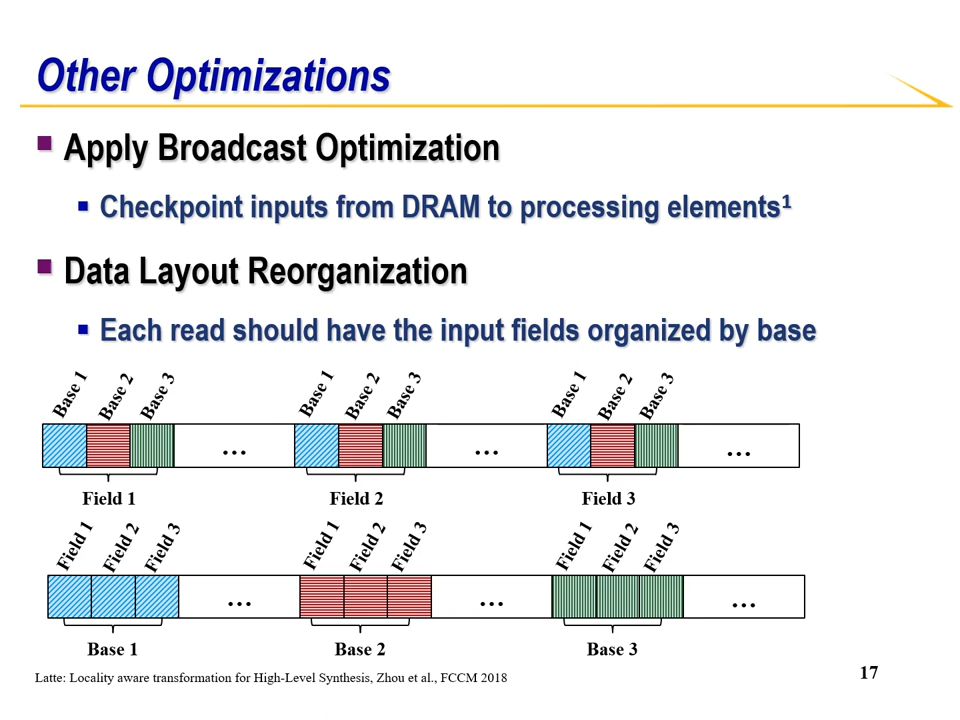 Other Optimizations
Apply Broadcast Optimization
Checkpoint inputs from DRAM to processing elements¹
Data Layout Reorganization
Each read should have the input fields organized by base
Base 1 Base 2 Base 3 Base 1 Base 2 Base 3 Base 1 Base 2 Base 3
... ... ...
Field 1 Field 2 Field 3
Field 1 Field 2 Field 3 Field 1 Field 2 Field 3 Field 1 Field 2 Field 3
... ... ...
Base 1 Base 2 Base 3
Latte: Locality aware transformation for High-Level Synthesis, Zhou et al., FCCM 2018
17